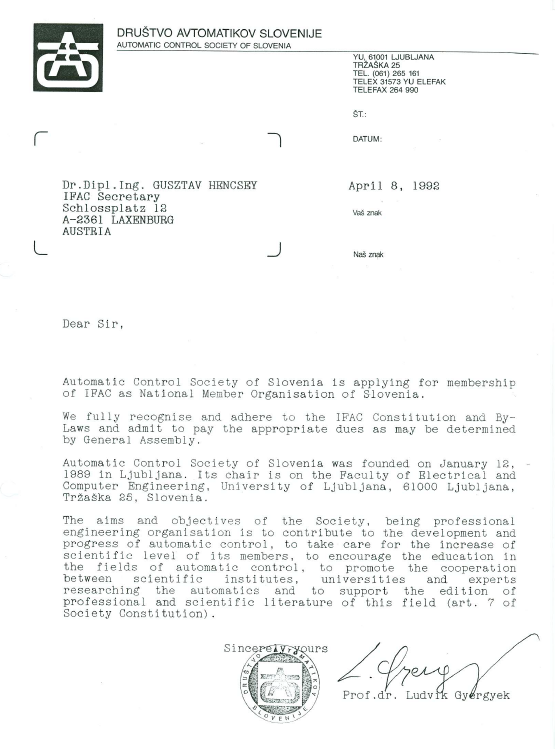 DRUŠTVO AVTOMATIKOV SLOVENIJE
AUTOMATIC CONTROL SOCIETY OF SLOVENIA
YU, 61001 LJUBLJANA
TRŽAŠKA 25
TEL. (061) 265 161
TELEX 31573 YU ELEFAK
TELEFAX 264 990
ŠT.:
DATUM:
Dr.Dipl.Ing. GUSZTAV HENCSEY
IFAC Secretary
Schlossplatz 12
A-2361 LAXENBURG
AUSTRIA
April 8, 1992
Vaš znak
Naš znak
Dear Sir,
Automatic Control Society of Slovenia is applying for membership
of IFAC as National Member Organisation of Slovenia.
We fully recognise and adhere to the IFAC Constitution and By-
Laws and admit to pay the appropriate dues as may be determined
by General Assembly.
Automatic Control Society of Slovenia was founded on January 12,
1989 in Ljubljana. Its chair is on the Faculty of Electrical and
Computer Engineering, University of Ljubljana, 61000 Ljubljana,
Tržaška 25, Slovenia.
The aims and objectives of the Society, being professional
engineering organisation is to contribute to the development and
progress of automatic control, to take care for the increase of
scientific level of its members, to encourage the education in
the fields of automatic control, to promote the cooperation
between scientific institutes, universities and experts
researching the automatics and to support the edition of
professional and scientific literature of this field (art. 7 of
Society Constitution).
Sincerely yours
DRUŠTVO AVTOMATIKOV
SLOVENIJE
L. Gyerg
Prof.dr. Ludvik Gyergyek